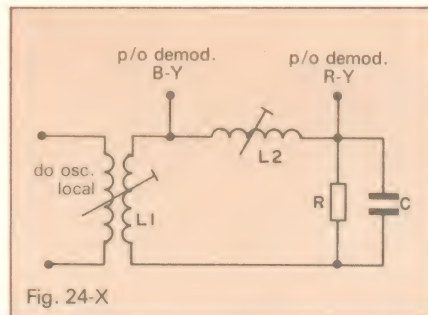 p/o demod.
B-Y
p/o demod.
R-Y
do osc.
local
L1
L2
R
C
Fig. 24-X